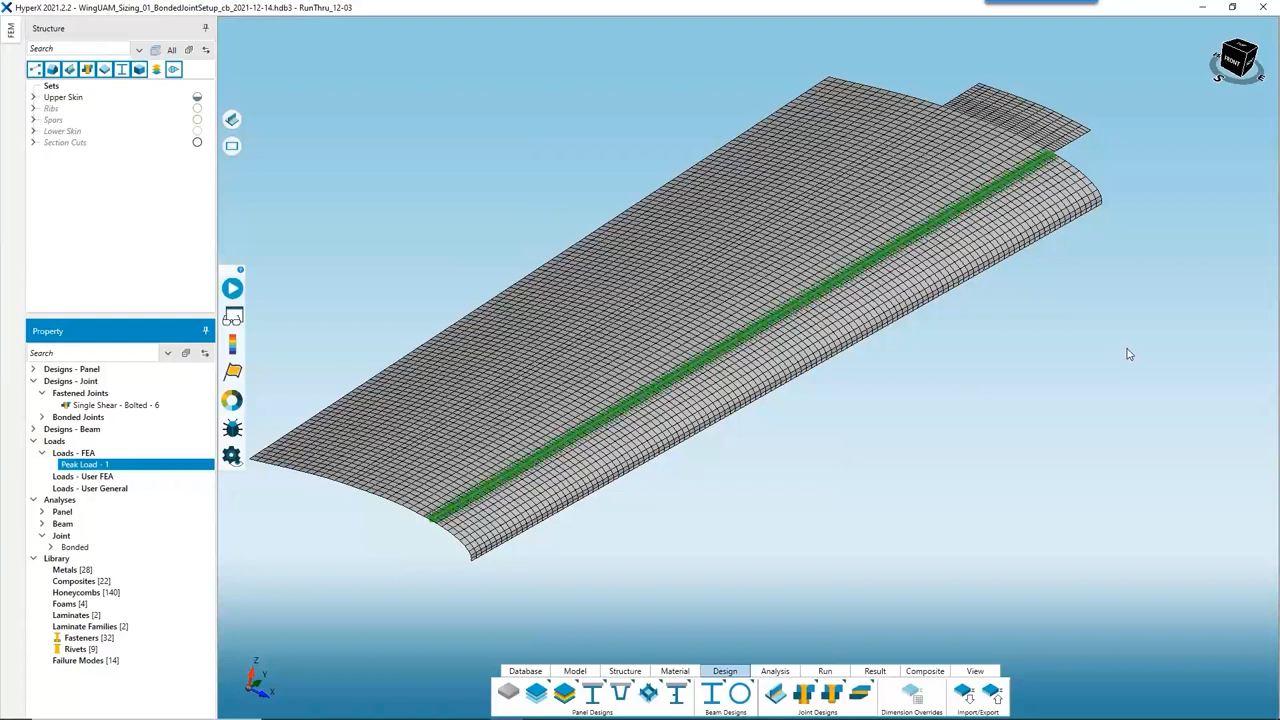 HyperX 2021.2.2 - WingUAM_Sizing_01_BondedJointSetup_cb_2021-12-14.hdb3 - RunThru_12-03
FEM
Structure
Search
All
Sets
Upper Skin
Ribs
Spars
Lower Skin
Section Cuts
Property
Search
Designs - Panel
Designs - Joint
Fastened Joints
Single Shear - Bolted - 6
Bonded Joints
Designs - Beam
Loads
Loads - FEA
Peak Load - 1
Loads - User FEA
Loads - User General
Analyses
Panel
Beam
Joint
Bonded
Library
Metals [28]
Composites [22]
Honeycombs [140]
Foams [4]
Laminates [2]
Laminate Families [2]
Fasteners [32]
Rivets [9]
Failure Modes [14]
FRONT
S
E
Z
Y
X
Database Model Structure Material Design Analysis Run Result Composite View
Panel Designs Beam Designs Joint Designs Dimension Overrides Import/Export